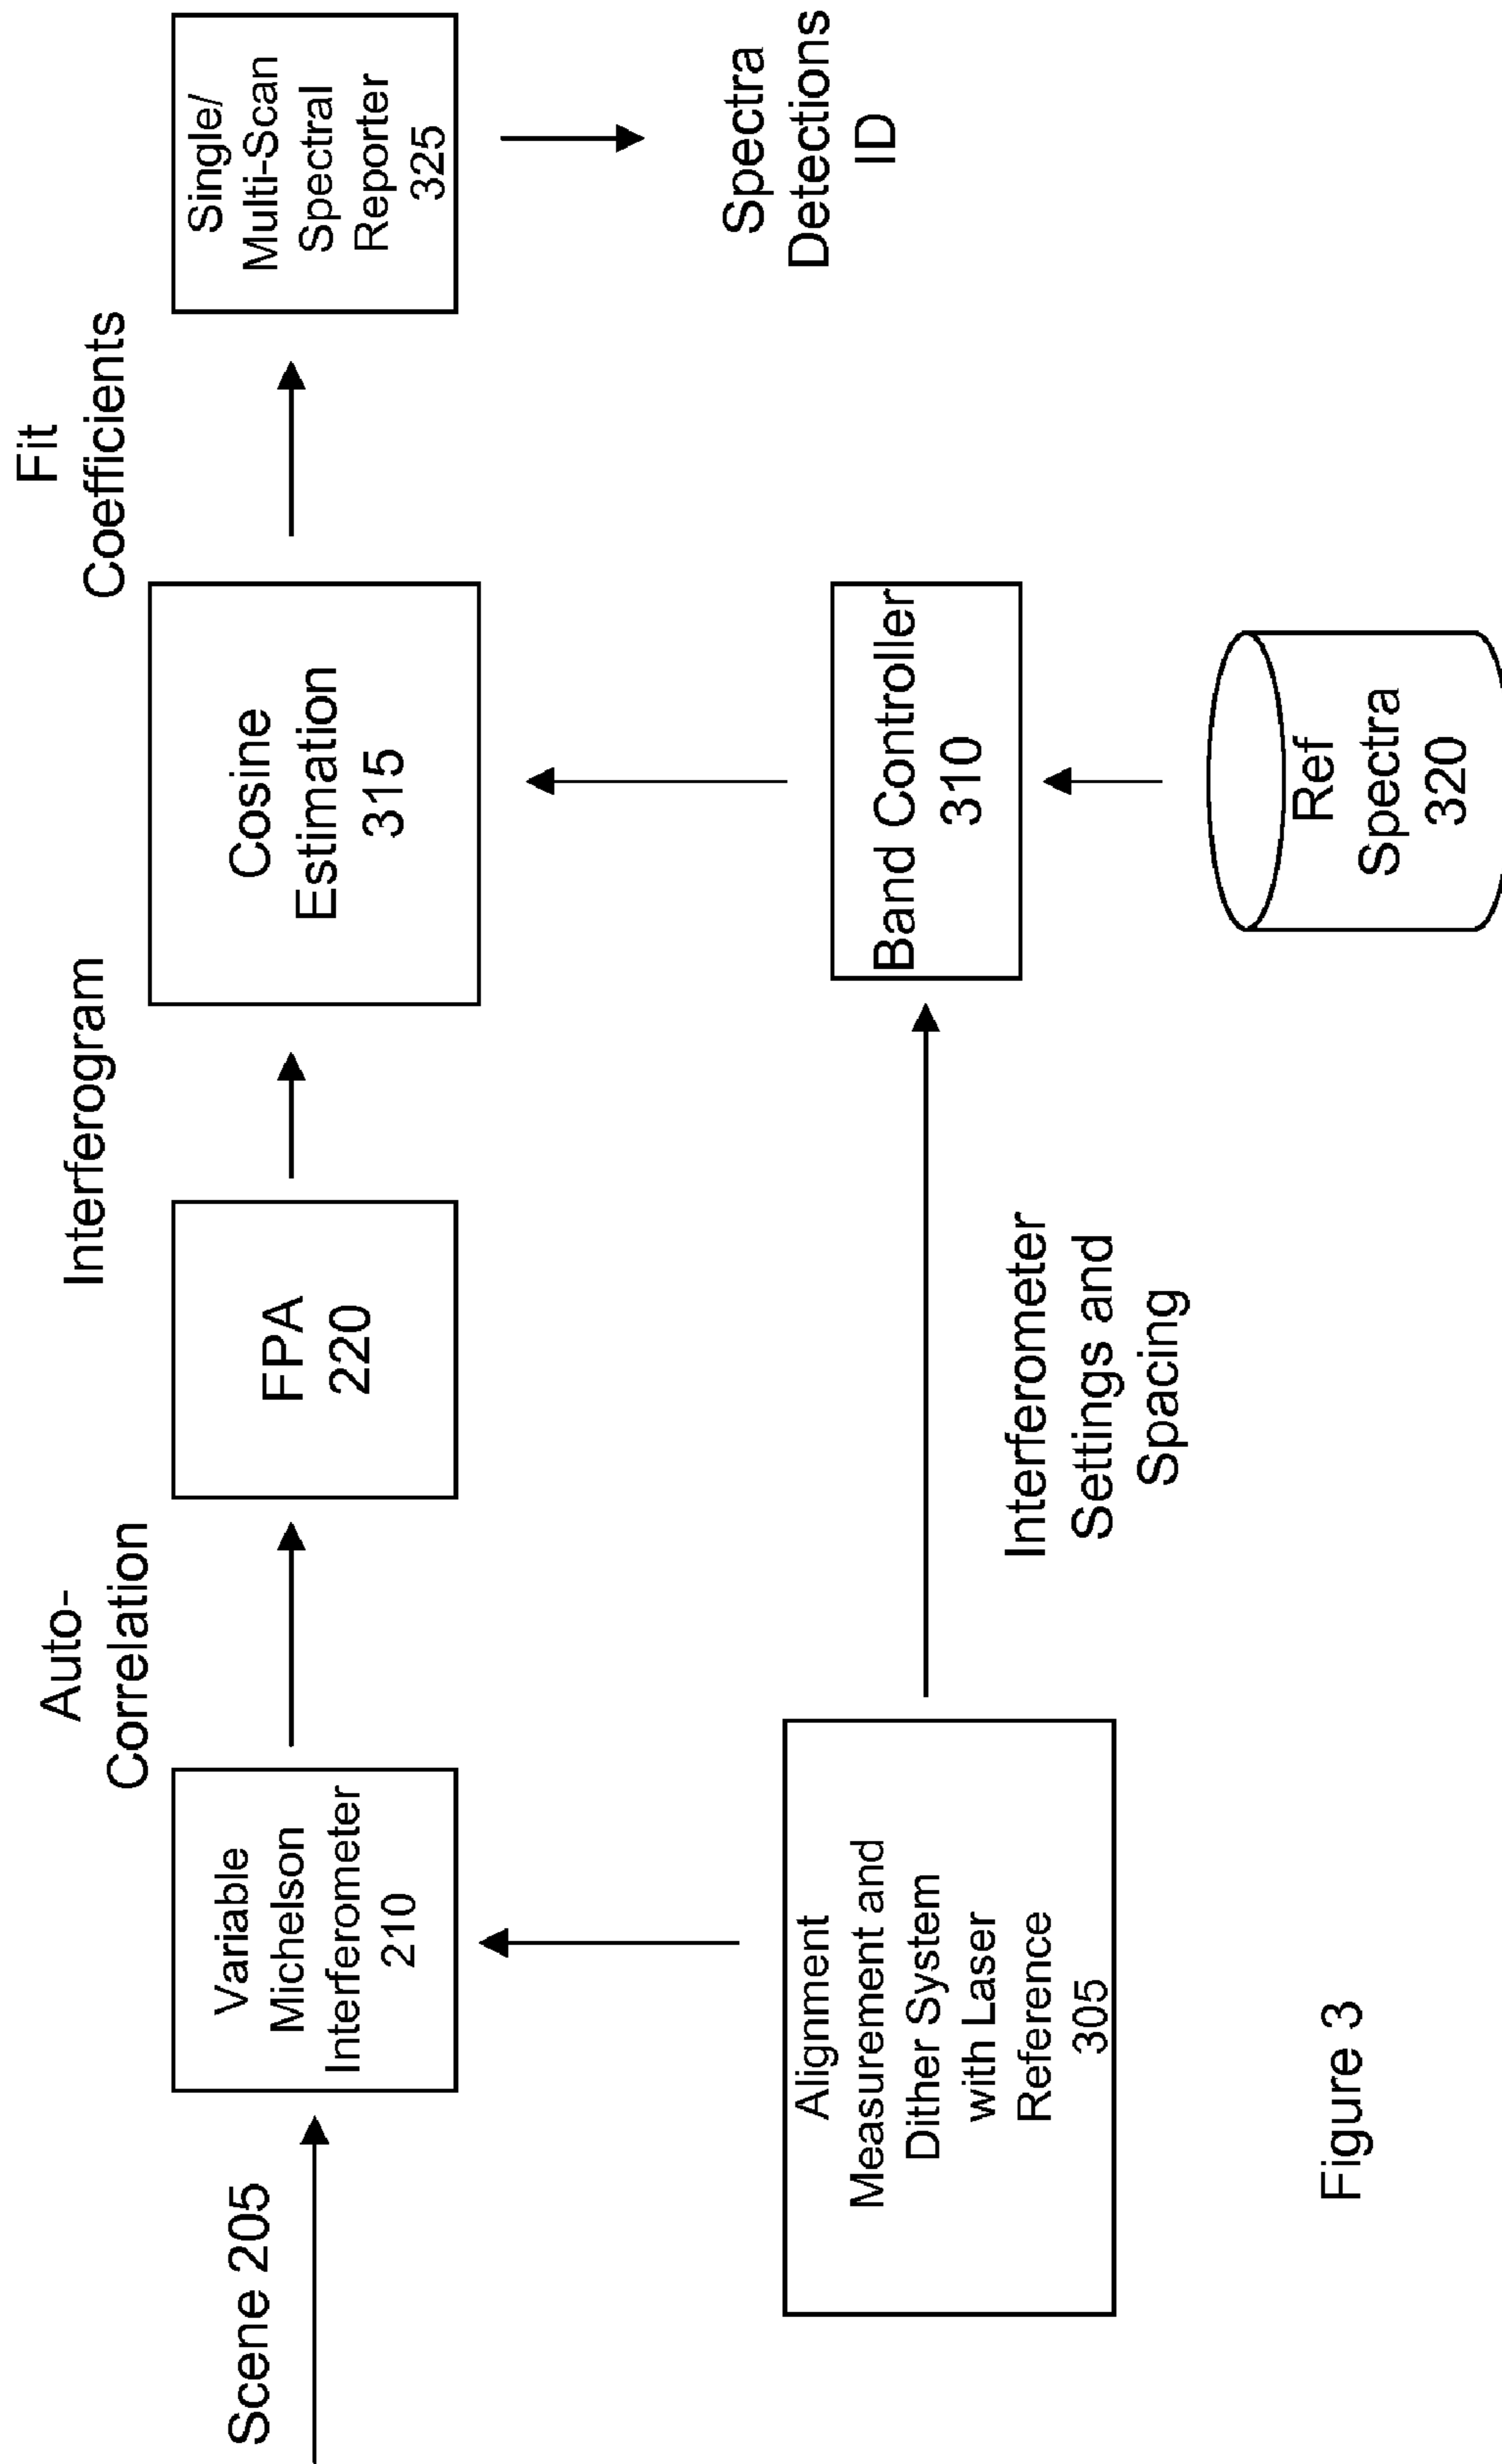 Scene 205
Variable
Michelson
Interferometer
210
Auto-
Correlation
FPA
220
Interferogram
Cosine
Estimation
315
Fit
Coefficients
Single/
Multi-Scan
Spectral
Reporter
325
Spectra
Detections
ID
Alignment
Measurement and
Dither System
with Laser
Reference
305
Interferometer
Settings and
Spacing
Band Controller
310
Ref
Spectra
320
Figure 3